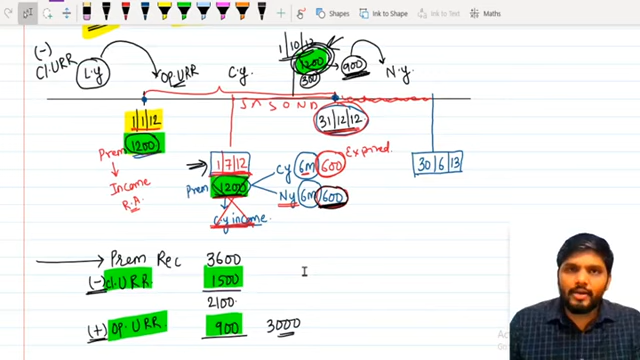 Shapes
Ink to Shape
Ink to Math
(-)
Cl.URR
L.y
OP.URR
C.y.
1/10/12
1200
300
900
N.y
J A S O N D
1/1/12
31/12/12
Prem 1200
Income
R.A.
1/7/12
Prem 1200
C.y income
Cy 6m 600 Expired.
Ny 6m 600
30/6/13
Prem Rec 3600
(-) Cl.URR 1500
2100
(+) OP.URR 900 3000